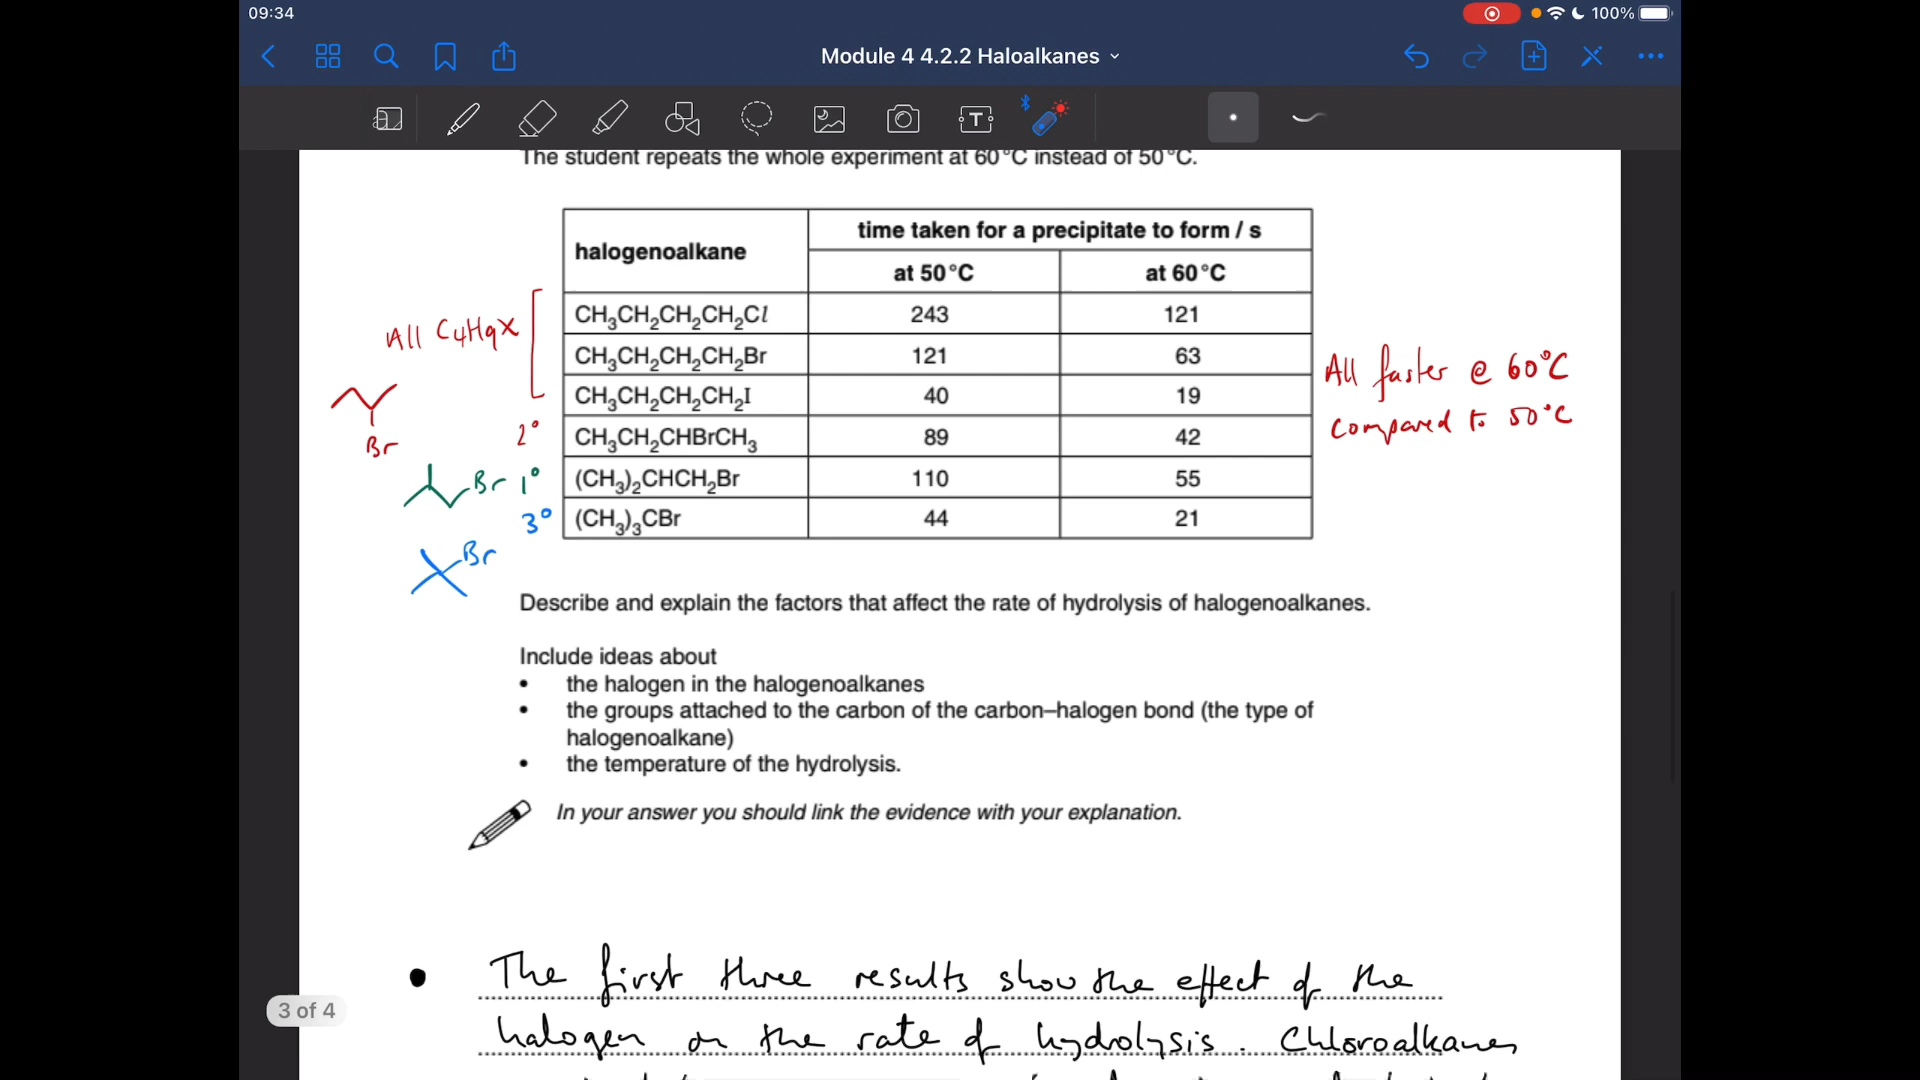 09:34
100%
Module 4 4.2.2 Haloalkanes
The student repeats the whole experiment at 60°C instead of 50°C.
halogenoalkane
time taken for a precipitate to form / s
at 50°C
at 60°C
CH₃CH₂CH₂CH₂Cl 243 121
CH₃CH₂CH₂CH₂Br 121 63
CH₃CH₂CH₂CH₂I 40 19
CH₃CH₂CHBrCH₃ 89 42
(CH₃)₂CHCH₂Br 110 55
(CH₃)₃CBr 44 21
All C₄H₉X
Br
2°
Br 1°
3°
Br
All faster @ 60°C
compared to 50°C
Describe and explain the factors that affect the rate of hydrolysis of halogenoalkanes.
Include ideas about
• the halogen in the halogenoalkanes
• the groups attached to the carbon of the carbon–halogen bond (the type of
halogenoalkane)
• the temperature of the hydrolysis.
In your answer you should link the evidence with your explanation.
• The first three results show the effect of the
halogen on the rate of hydrolysis. Chloroalkanes
3 of 4